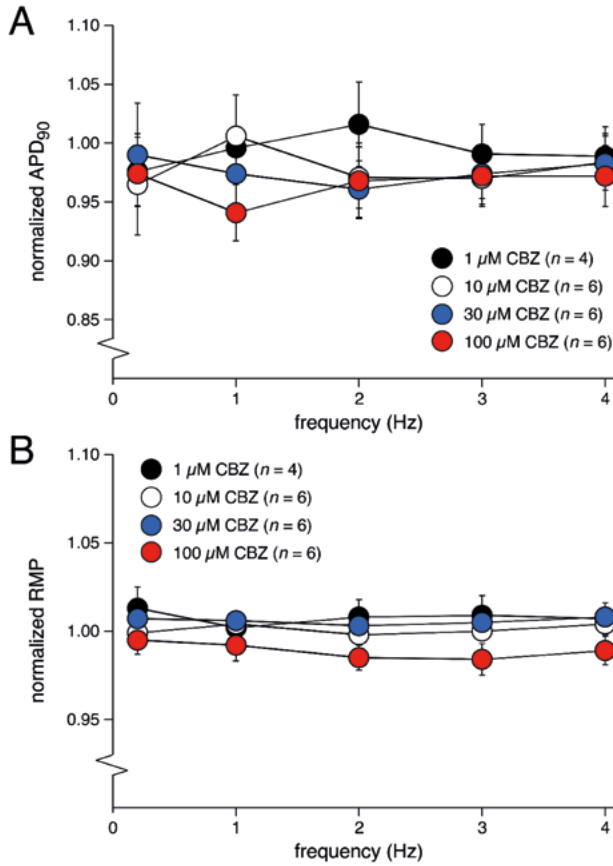 A
1.10
1.05
1.00
0.95
0.90
0.85
normalized APD90
1 µM CBZ (n = 4)
10 µM CBZ (n = 6)
30 µM CBZ (n = 6)
100 µM CBZ (n = 6)
0 1 2 3 4
frequency (Hz)
B
1.10
1.05
1.00
0.95
normalized RMP
1 µM CBZ (n = 4)
10 µM CBZ (n = 6)
30 µM CBZ (n = 6)
100 µM CBZ (n = 6)
0 1 2 3 4
frequency (Hz)